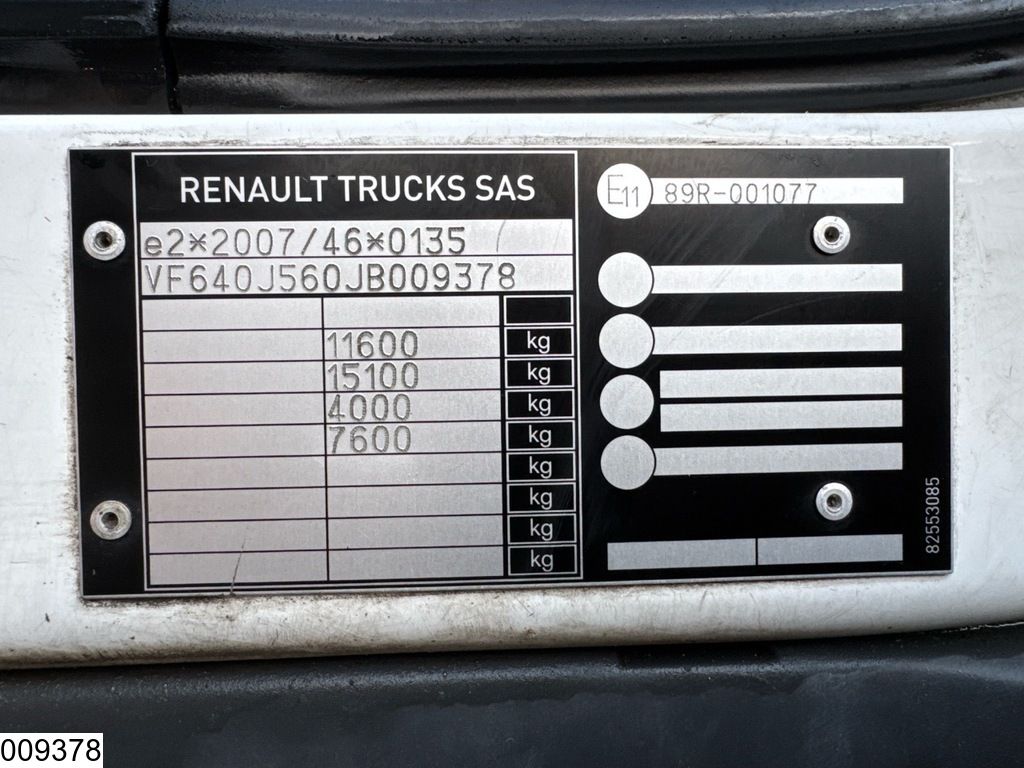 RENAULT TRUCKS SAS
e2*2007/46*0135
VF640J560JB009378
11600 kg
15100 kg
4000 kg
7600 kg
kg
kg
kg
kg
E11 89R-001077
82553085
009378